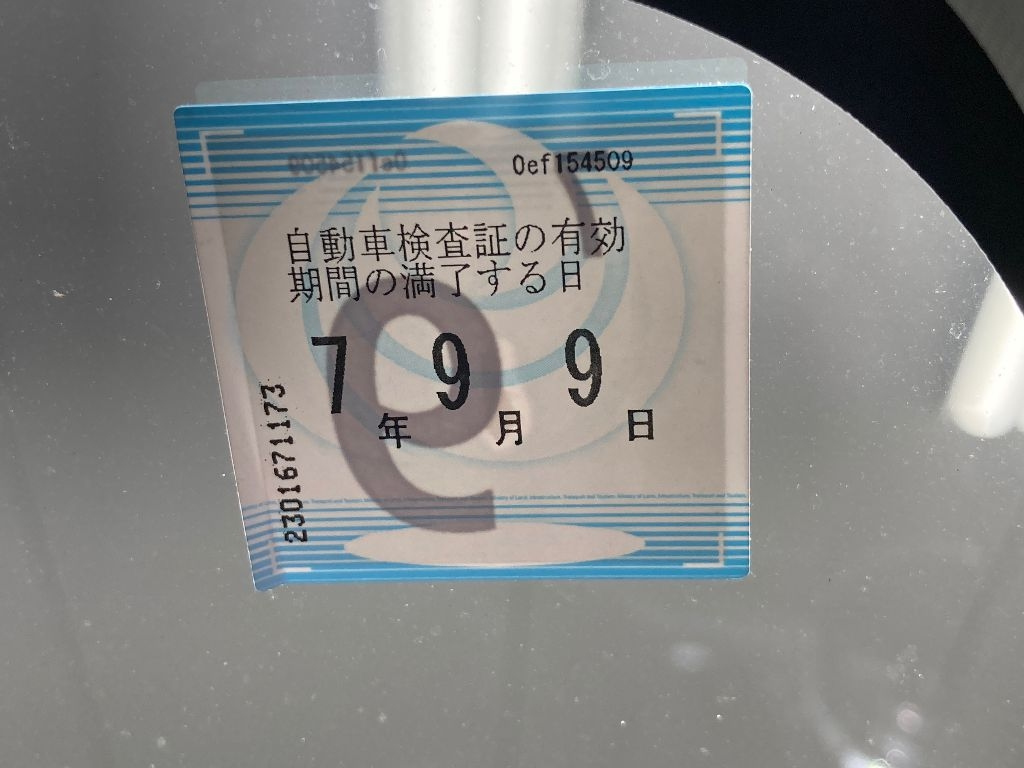 0ef154509
自動車検査証の有効
期間の満了する日
7年9月9日
2301671173